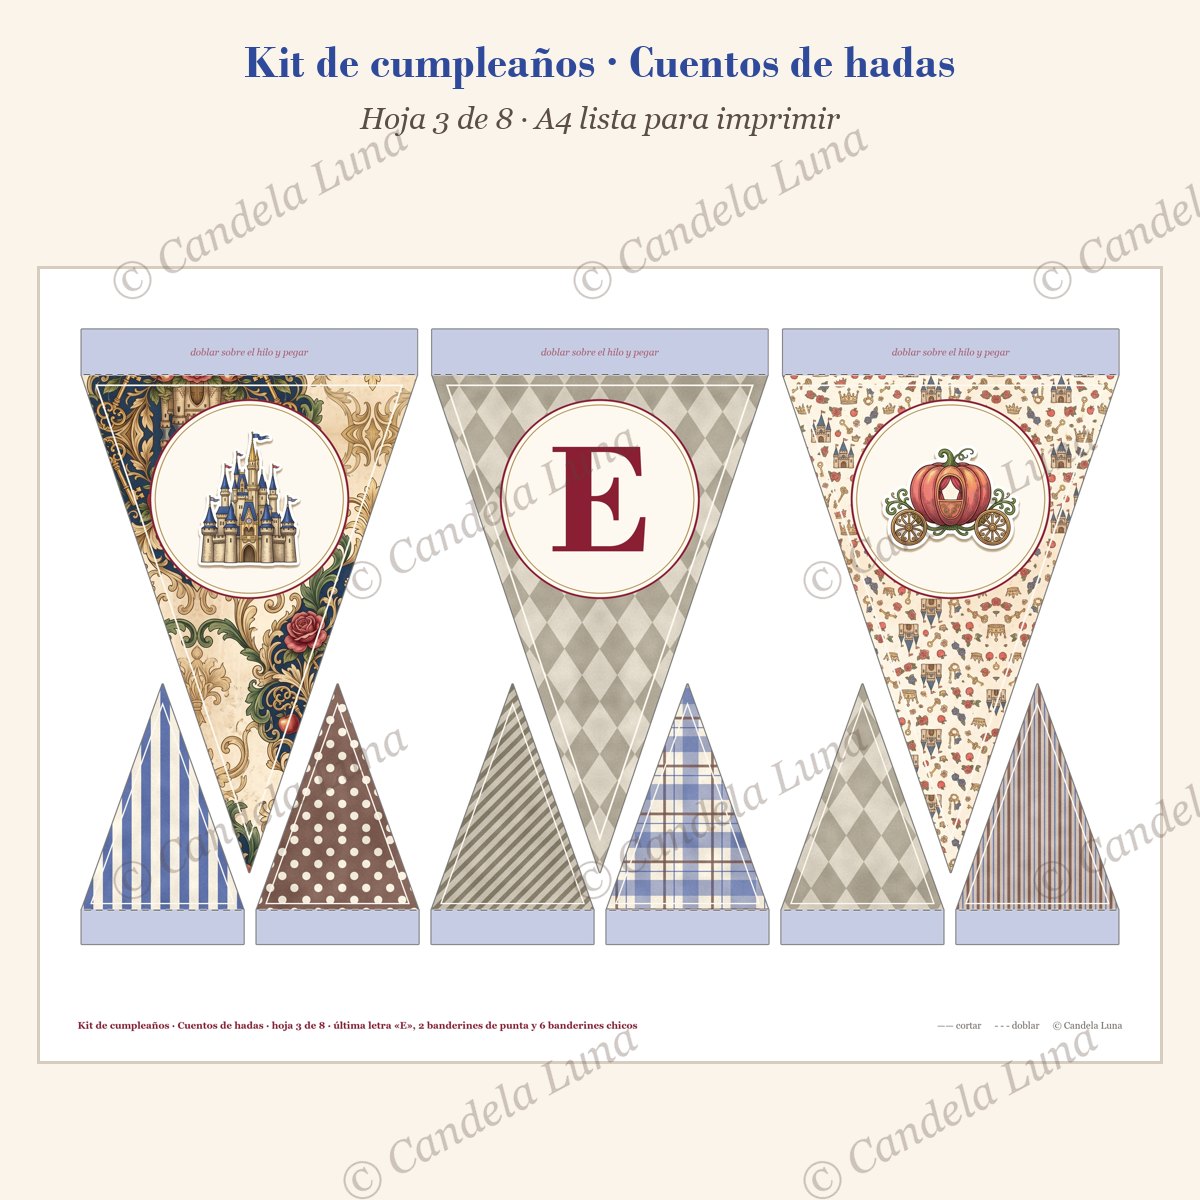 Kit de cumpleaños · Cuentos de hadas
Hoja 3 de 8 · A4 lista para imprimir
© Candela Luna
© Candela Luna
© Candela
doblar sobre el hilo y pegar
doblar sobre el hilo y pegar
doblar sobre el hilo y pegar
E
© Candela Luna
© Candela Luna
© Candela Luna
© Candela Luna
© Candela
Kit de cumpleaños · Cuentos de hadas · hoja 3 de 8 · última letra «E», 2 banderines de punta y 6 banderines chicos
—— cortar - - - doblar © Candela Luna
© Candela Luna
© Candela Luna